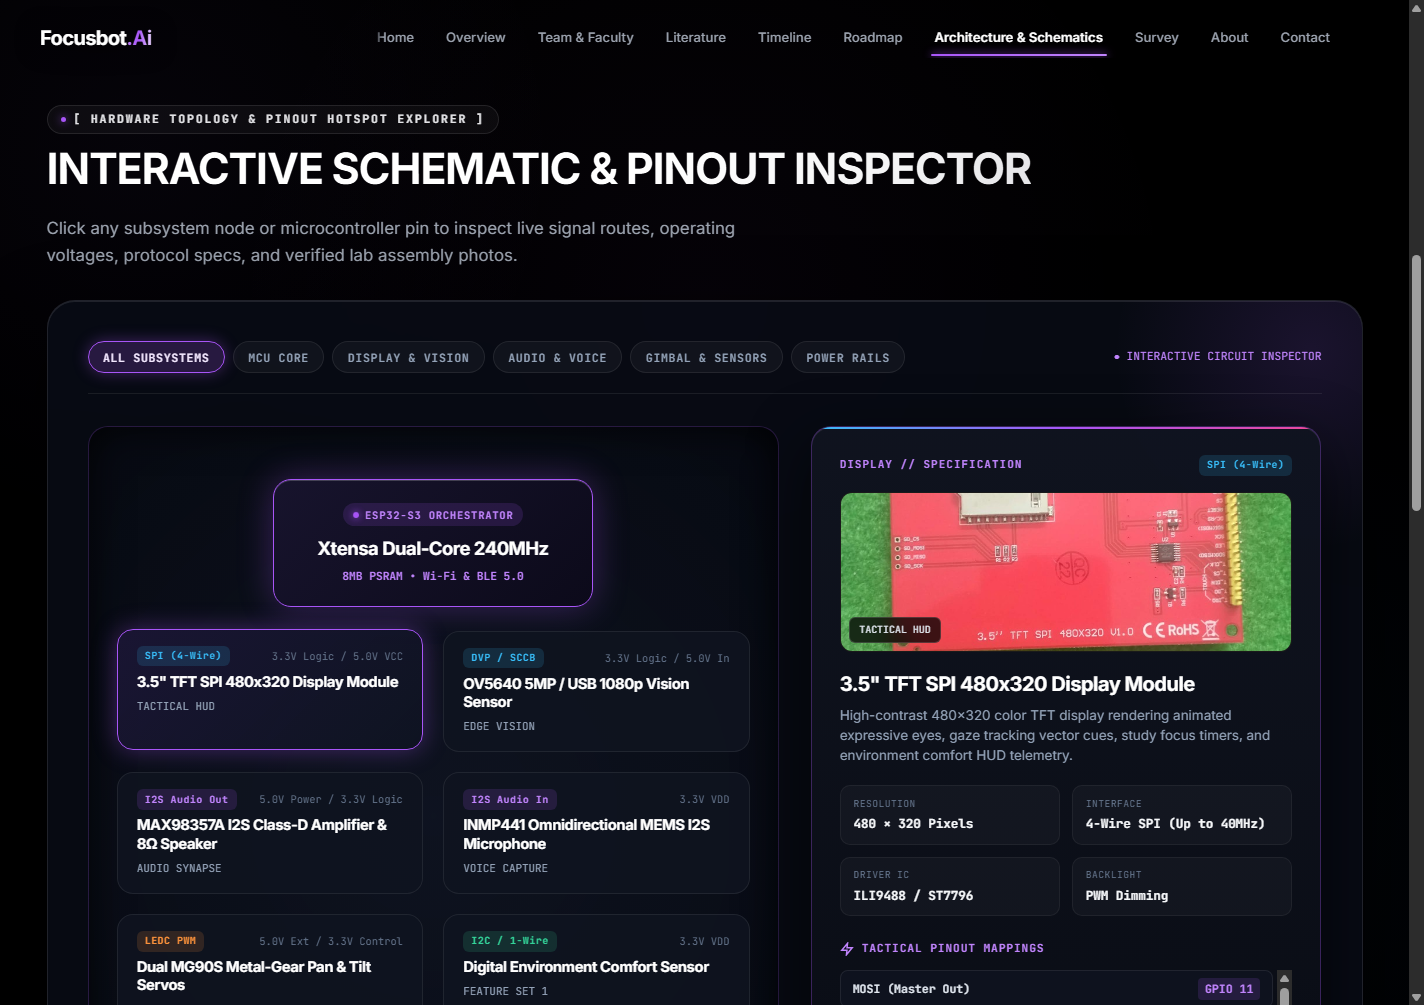 Focusbot.Ai
Home
Overview
Team & Faculty
Literature
Timeline
Roadmap
Architecture & Schematics
Survey
About
Contact
[ HARDWARE TOPOLOGY & PINOUT HOTSPOT EXPLORER ]
INTERACTIVE SCHEMATIC & PINOUT INSPECTOR
Click any subsystem node or microcontroller pin to inspect live signal routes, operating
voltages, protocol specs, and verified lab assembly photos.
ALL SUBSYSTEMS
MCU CORE
DISPLAY & VISION
AUDIO & VOICE
GIMBAL & SENSORS
POWER RAILS
INTERACTIVE CIRCUIT INSPECTOR
ESP32-S3 ORCHESTRATOR
Xtensa Dual-Core 240MHz
8MB PSRAM • Wi-Fi & BLE 5.0
SPI (4-Wire)
3.3V Logic / 5.0V VCC
3.5" TFT SPI 480x320 Display Module
TACTICAL HUD
DVP / SCCB
3.3V Logic / 5.0V In
OV5640 5MP / USB 1080p Vision
Sensor
EDGE VISION
I2S Audio Out
5.0V Power / 3.3V Logic
MAX98357A I2S Class-D Amplifier &
8Ω Speaker
AUDIO SYNAPSE
I2S Audio In
3.3V VDD
INMP441 Omnidirectional MEMS I2S
Microphone
VOICE CAPTURE
LEDC PWM
5.0V Ext / 3.3V Control
Dual MG90S Metal-Gear Pan & Tilt
Servos
I2C / 1-Wire
3.3V VDD
Digital Environment Comfort Sensor
FEATURE SET 1
DISPLAY // SPECIFICATION
SPI (4-Wire)
SD_CS
SD_MOSI
SD_MISO
SD_SCK
TACTICAL HUD
3.5'' TFT SPI 480X320 V1.0
CE RoHS
3.5" TFT SPI 480x320 Display Module
High-contrast 480×320 color TFT display rendering animated
expressive eyes, gaze tracking vector cues, study focus timers, and
environment comfort HUD telemetry.
RESOLUTION
480 × 320 Pixels
INTERFACE
4-Wire SPI (Up to 40MHz)
DRIVER IC
ILI9488 / ST7796
BACKLIGHT
PWM Dimming
TACTICAL PINOUT MAPPINGS
MOSI (Master Out)
GPIO 11